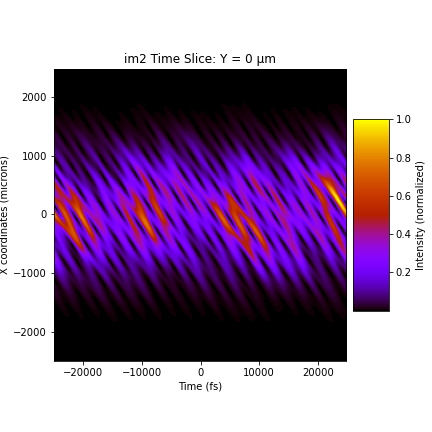 im2 Time Slice: Y = 0 μm
2000
1000
0
−1000
−2000
X coordinates (microns)
−20000 −10000 0 10000 20000
Time (fs)
1.0
0.8
0.6
0.4
0.2
Intensity (normalized)